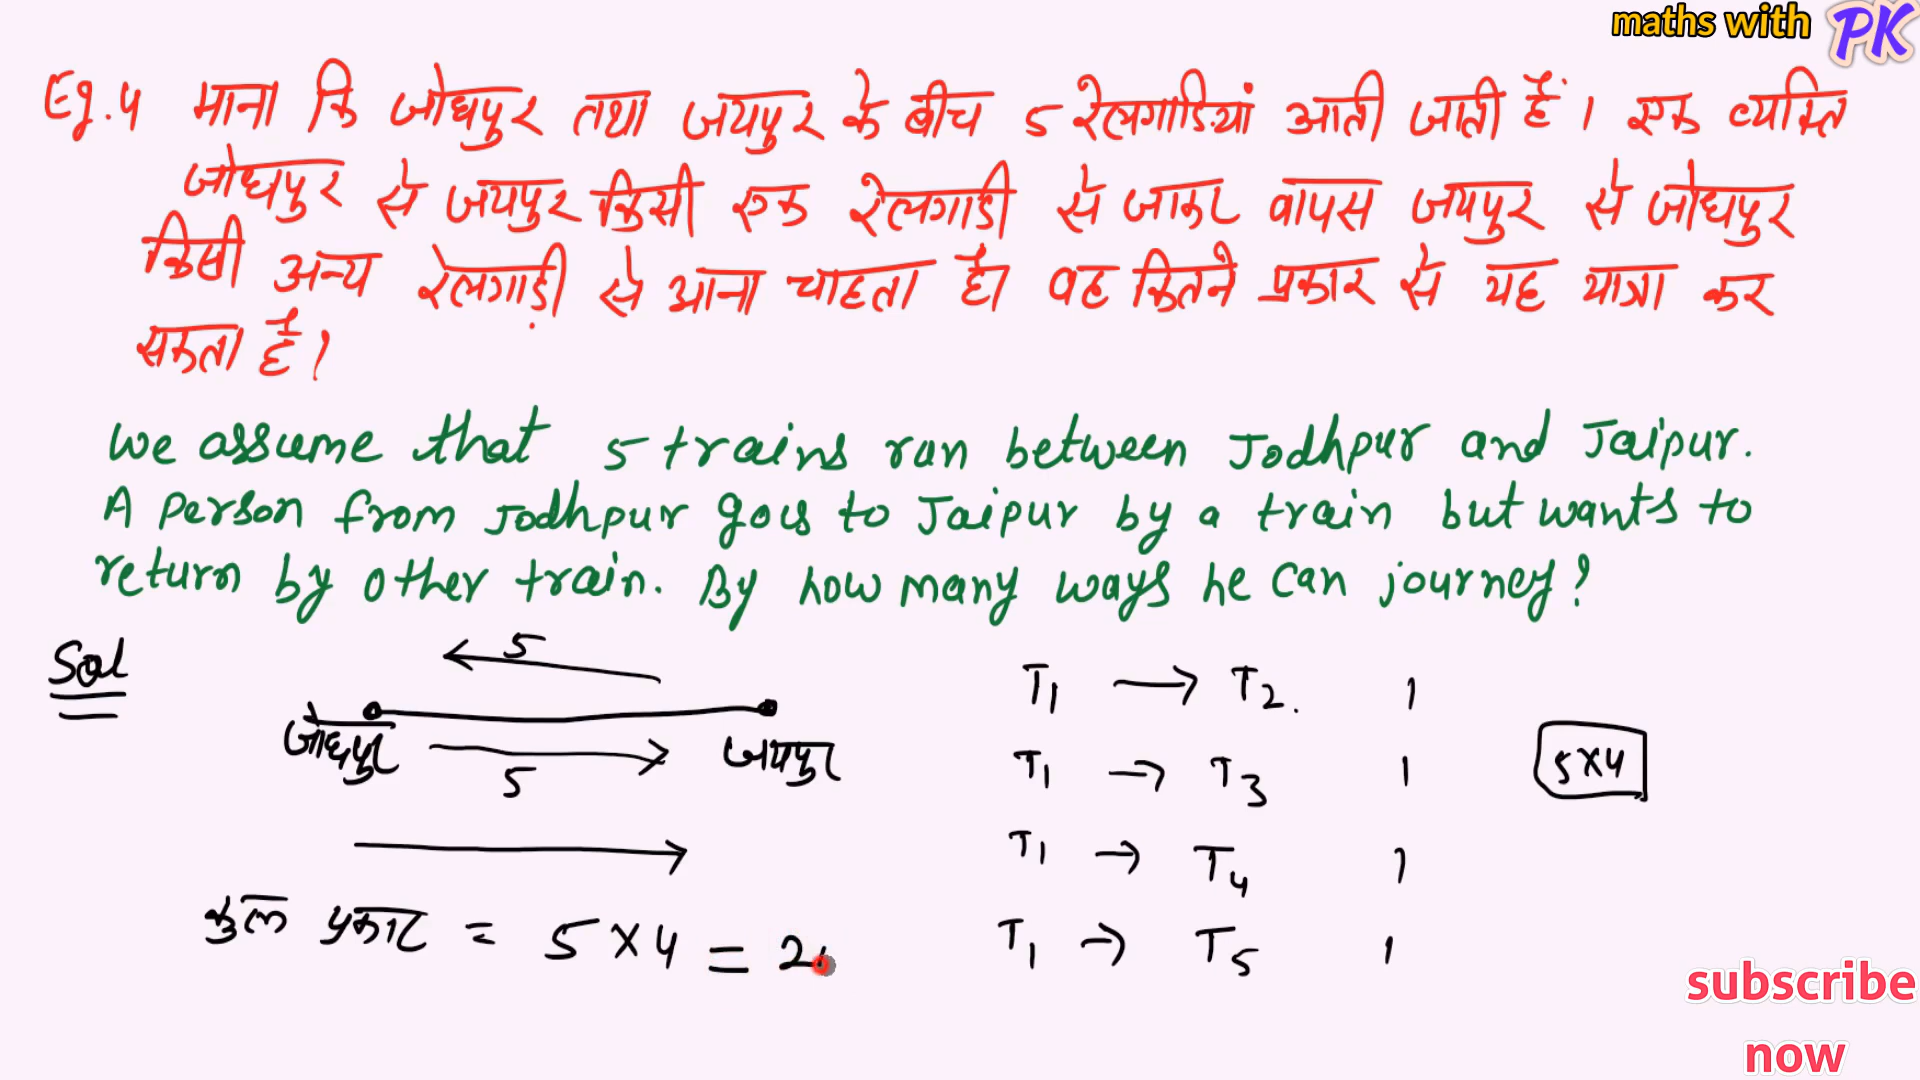 maths with PK
Eg.4 माना कि जोधपुर तथा जयपुर के बीच 5 रेलगाडियां आती जाती हैं। एक व्यक्ति
जोधपुर से जयपुर किसी एक रेलगाडी से जाकर वापस जयपुर से जोधपुर
किसी अन्य रेलगाड़ी से आना चाहता है। वह कितने प्रकार से यह यात्रा कर
सकता है।
We assume that 5 trains run between Jodhpur and Jaipur.
A person from Jodhpur goes to Jaipur by a train but wants to
return by other train. By how many ways he can journey?
Sol
5
जोधपुर जयपुर
5
कुल प्रकार = 5 × 4 = 2
T1 → T2. 1
T1 → T3 1
T1 → T4 1
T1 → T5 1
5×4
subscribe
now